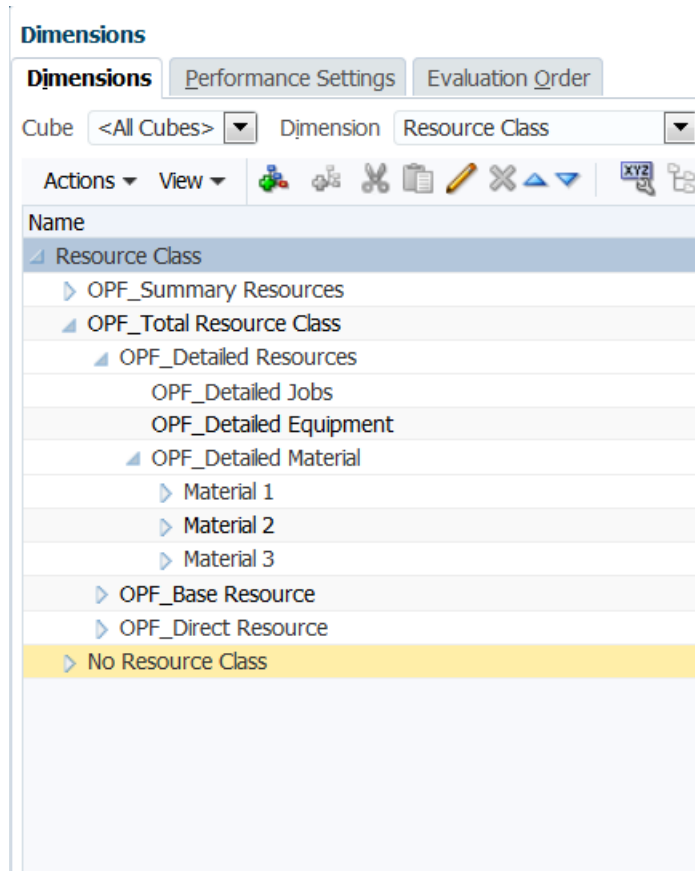 Dimensions
Dimensions Performance Settings Evaluation Order
Cube <All Cubes> Dimension Resource Class
Actions View XYZ
Name
Resource Class
OPF_Summary Resources
OPF_Total Resource Class
OPF_Detailed Resources
OPF_Detailed Jobs
OPF_Detailed Equipment
OPF_Detailed Material
Material 1
Material 2
Material 3
OPF_Base Resource
OPF_Direct Resource
No Resource Class